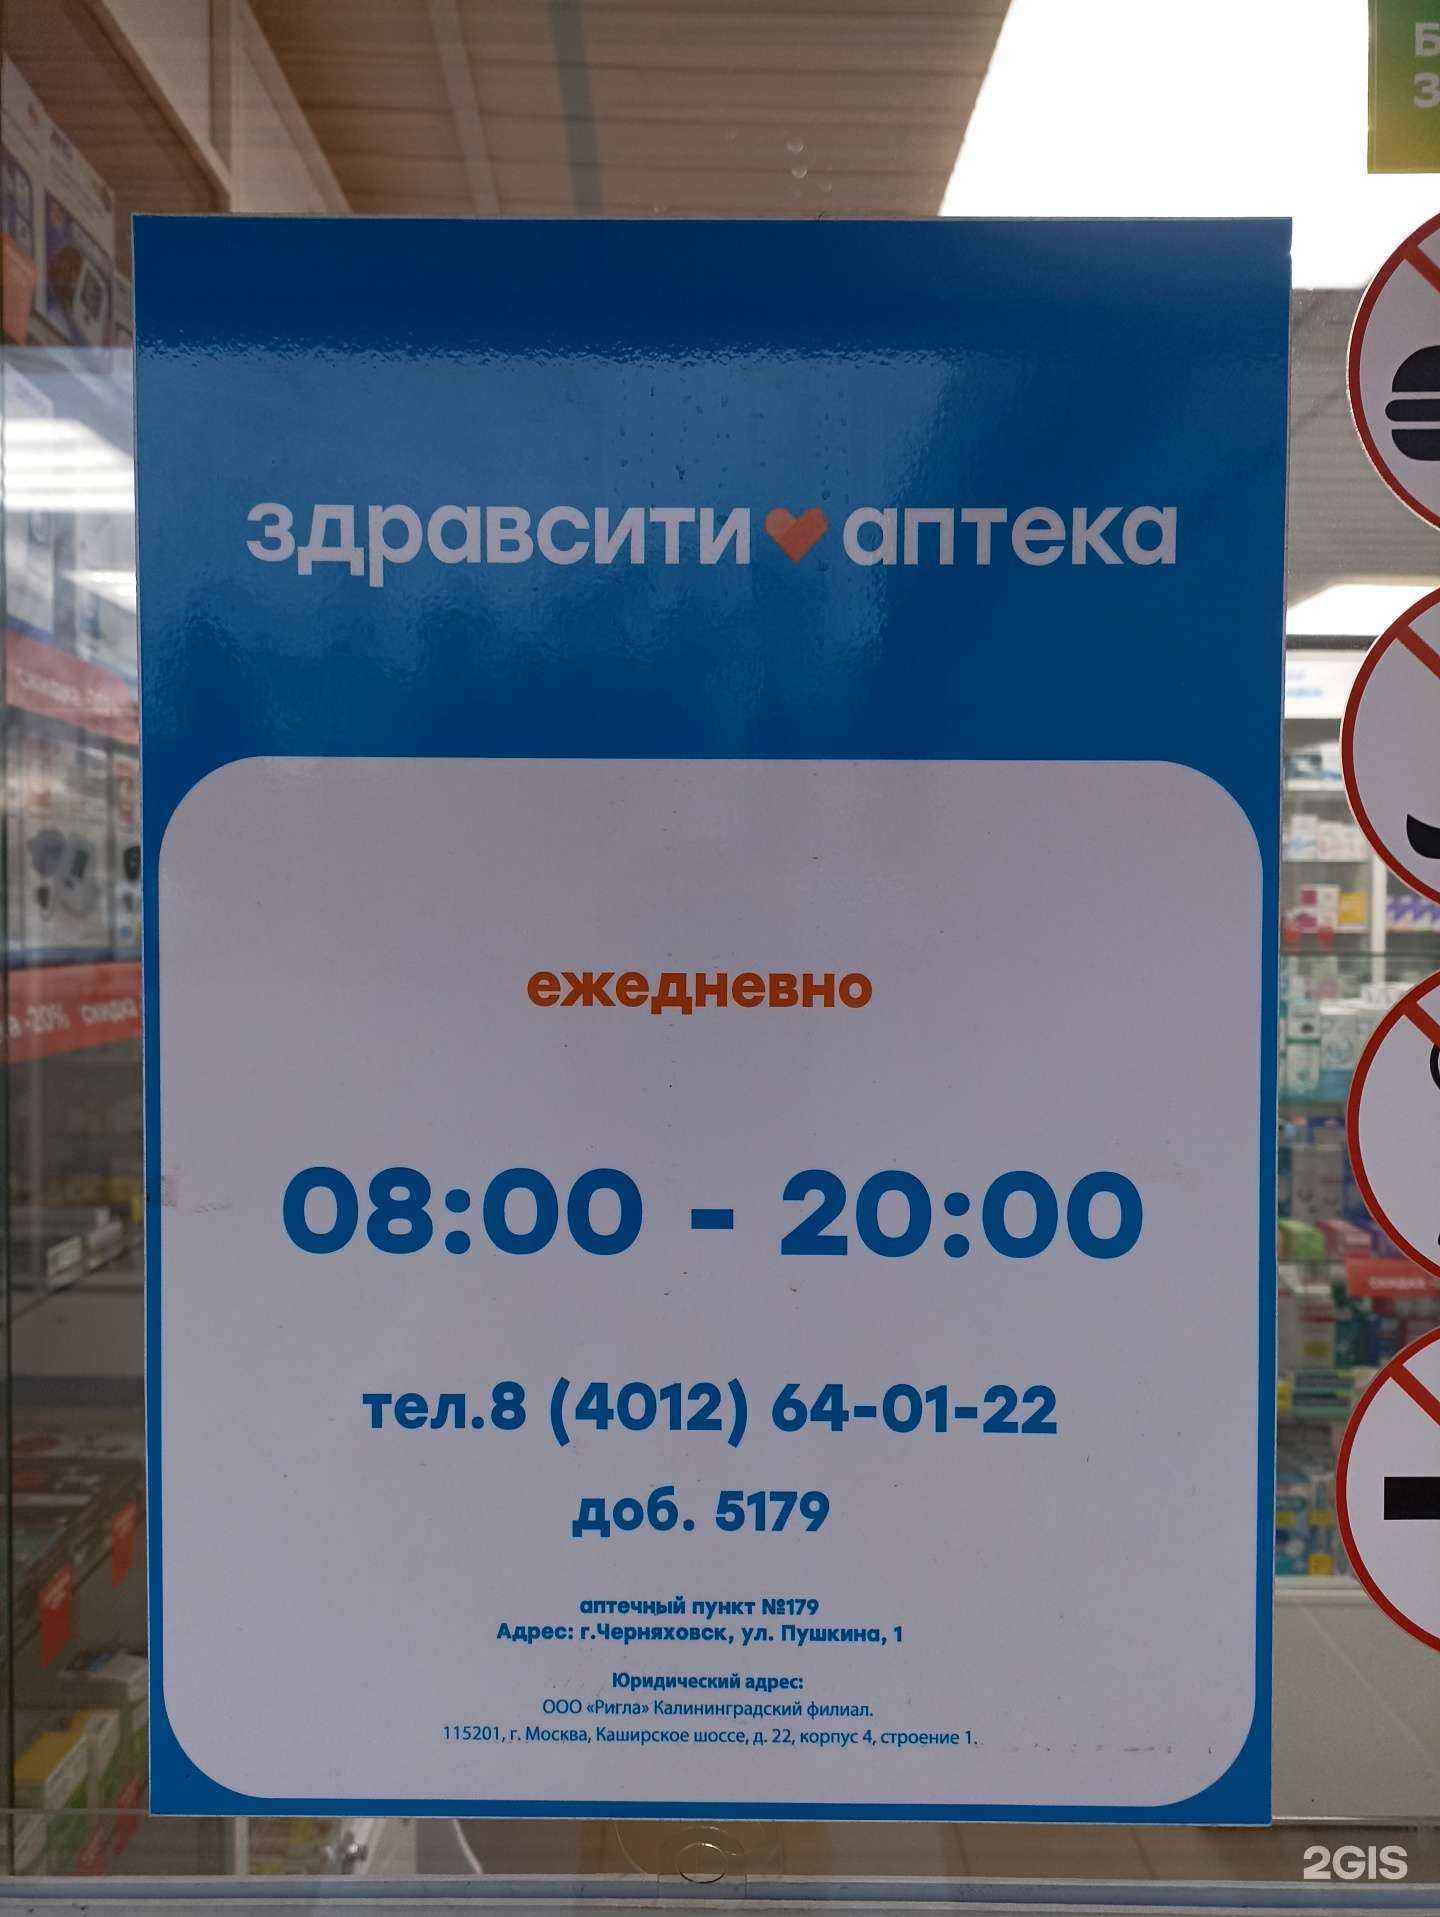 Б
З
здравсити аптека
ежедневно
08:00 - 20:00
тел.8 (4012) 64-01-22
доб. 5179
аптечный пункт №179
Адрес: г.Черняховск, ул. Пушкина, 1
Юридический адрес:
ООО «Ригла» Калининградский филиал.
115201, г. Москва, Каширское шоссе, д. 22, корпус 4, строение 1.
-20% скидка
2GIS